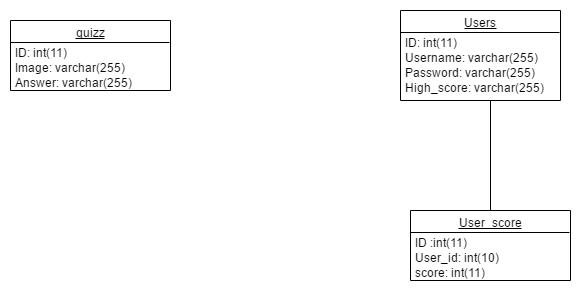 quizz
ID: int(11)
Image: varchar(255)
Answer: varchar(255)
Users
ID: int(11)
Username: varchar(255)
Password: varchar(255)
High_score: varchar(255)
User_score
ID :int(11)
User_id: int(10)
score: int(11)